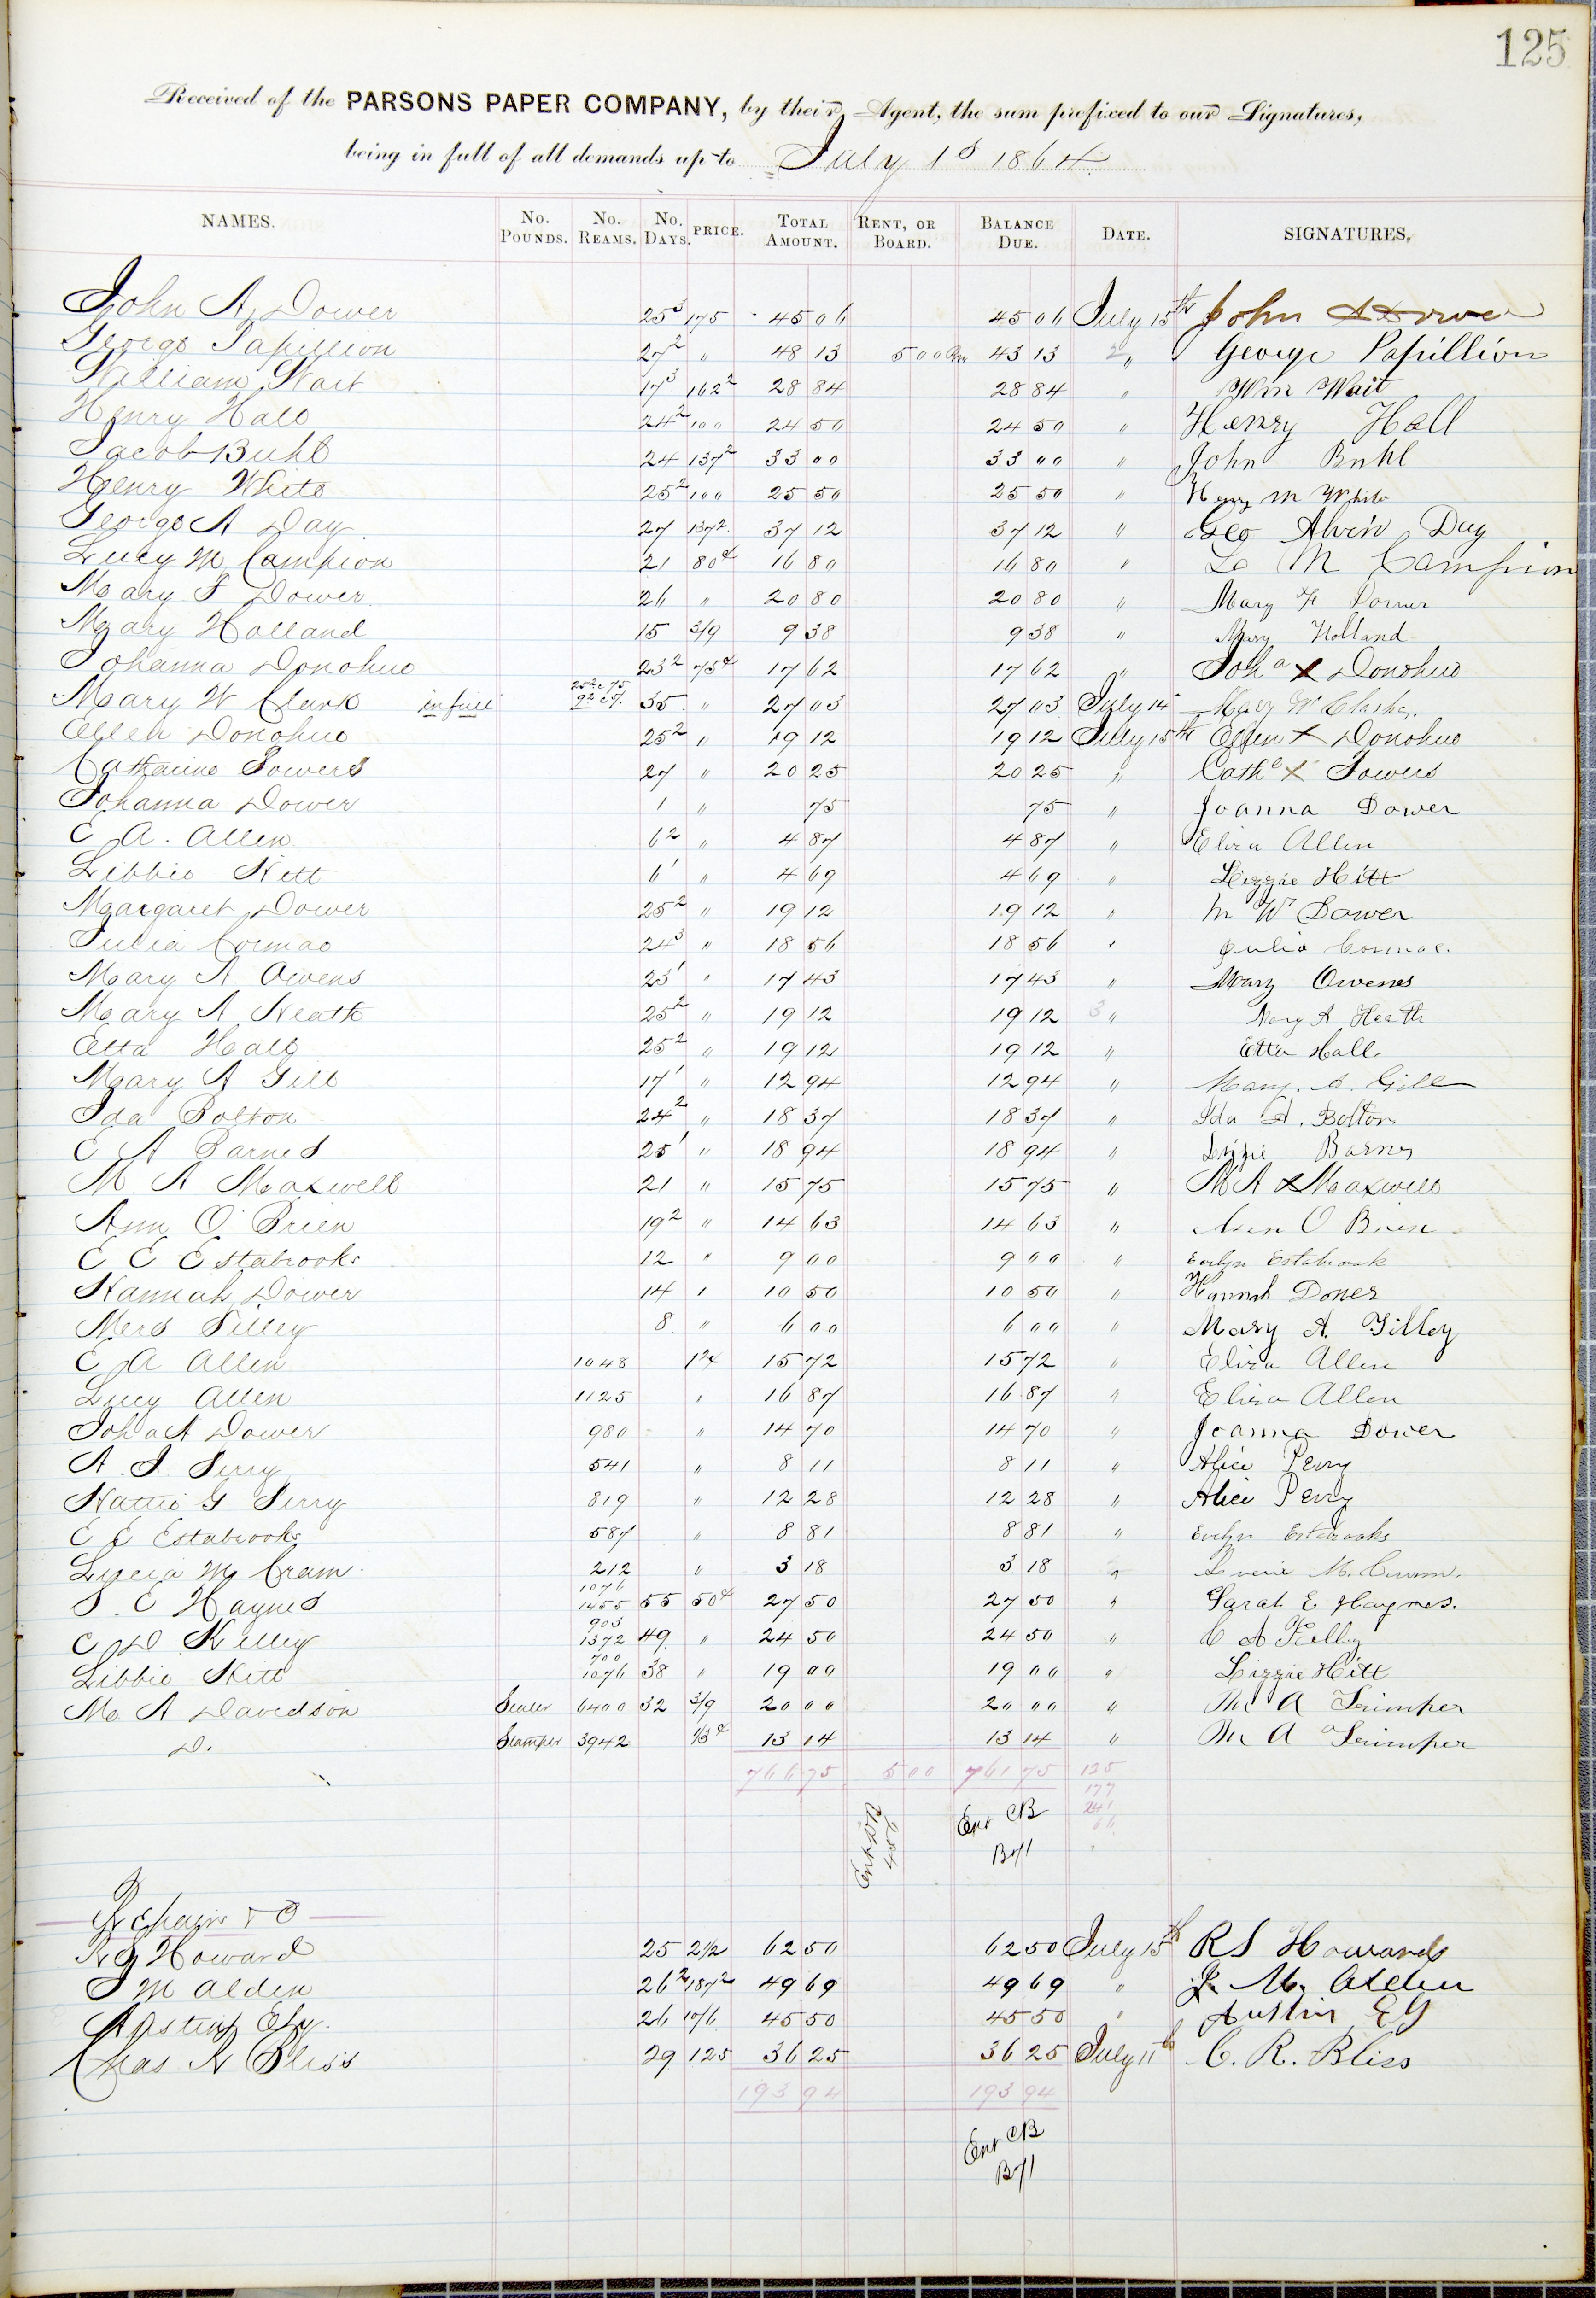 125
Received of the PARSONS PAPER COMPANY, by their Agent, the sum prefixed to our Signatures,
being in full of all demands up to July 1st 1864
NAMES. No. POUNDS. No. REAMS. No. DAYS. PRICE. TOTAL AMOUNT. RENT, OR BOARD. BALANCE DUE. DATE. SIGNATURES.
John A Dower 25 3 175 45 06 45 06 July 15th John A Dower
George Papillion 27 2 " 48 13 5 00 43 13 " George Papillion
William Wait 17 3 162 2 28 84 28 84 " Wm Wait
Henry Hall 24 2 100 24 50 24 50 " Henry Hall
Jacob Buhl 24 137 2 33 00 33 00 " John Buhl
Henry White 25 2 100 25 50 25 50 " Henry M White
George A Day 27 137 2 37 12 37 12 " Geo Alvin Day
Lucy M Campion 21 80 c 16 80 16 80 " L M Campion
Mary F Dower 26 " 20 80 20 80 " Mary F Dower
Mary Holland 15 3/9 9 38 9 38 " Mary Holland
Johanna Donohue 23 2 75 c 17 62 17 62 " Joha X Donohue
Mary W Clark in full 25 2 c 75 9 2 c 35 " 27 03 27 03 July 14 Mary W
Ellen Donohue 25 2 " 19 12 19 12 July 15th Ellen X Donohue
Catharine Powers 27 " 20 25 20 25 " Cathe X Powers
Johanna Dower 1 " 75 75 " Joanna Dower
E A. Allen 6 2 " 4 87 4 87 " Eliza Allen
Libbie Hitt 6 1 " 4 69 4 69 " Lizzie Hitt
Margaret Dower 25 2 " 19 12 19 12 " M W Dower
Julia Cormac 24 3 " 18 56 18 56 " Julia Cormac.
Mary A Owens 23 1 " 17 43 17 43 " Mary Owenes
Mary A Heath 25 2 " 19 12 19 12 3 " Mary A Heath
Etta Hall 25 2 " 19 12 19 12 " Etta Hall
Mary A Gill 17 1 " 12 94 12 94 " Mary. A. Gill
Ida Bolton 24 2 " 18 37 18 37 " Ida A. Bolton
E A Barnes 25 1 " 18 94 18 94 " Lizzie Barnes
M A Maxwell 21 " 15 75 15 75 " M A X Maxwell
Ann O'Brien 19 2 " 14 63 14 63 " Ann O Brien
E E Estabrooks 12 " 9 00 9 00 " Evelyn Estabrook
Hannah Dower 14 " 10 50 10 50 " Hannah Dower
Mers Tilley 8 " 6 00 6 00 " Mary A. Tilley
E A Allen 1048 1 2/c 15 72 15 72 " Eliza Allen
Lucy Allen 1125 " 16 87 16 87 " Eliza Allen
Joha A Dower 980 " 14 70 14 70 " Joanna Dower
A. J. Perry 541 " 8 11 8 11 " Alice Perry
Hattie G Perry 819 " 12 28 12 28 " Alice Perry
E E Estabrooks 587 " 8 81 8 81 " Evelyn Estabrooks
Lucia M Cram 212 " 3 18 3 18 " M. Cram.
S. E Haynes 1076 1455 55 50 c 27 50 27 50 " Sarah E Haynes.
C D Kelley 903 1372 49 " 24 50 24 50 " C A Kelley
Libbie Hitt 700 1076 38 " 19 00 19 00 " Lizzie Hitt
M A Davidson Sealer 6400 32 3/9 20 00 20 00 " M A
D. Stamper 3942 1/3 c 13 14 13 14 " M A
766 75 5 00 761 75 125
177
241
66
Ent DB 456 Ent CB
B71
Repairs & C
R S Howard 25 2 1/2 62 50 62 50 July 15th R S Howard
J M Alden 26 2 187 2 49 69 49 69 " J. M. Alden
Austin Ely. 26 10/6 45 50 45 50 " Austin Ely
Chas R Bliss 29 125 36 25 36 25 July 11th C. R. Bliss
193 94 193 94
Ent CB
B71